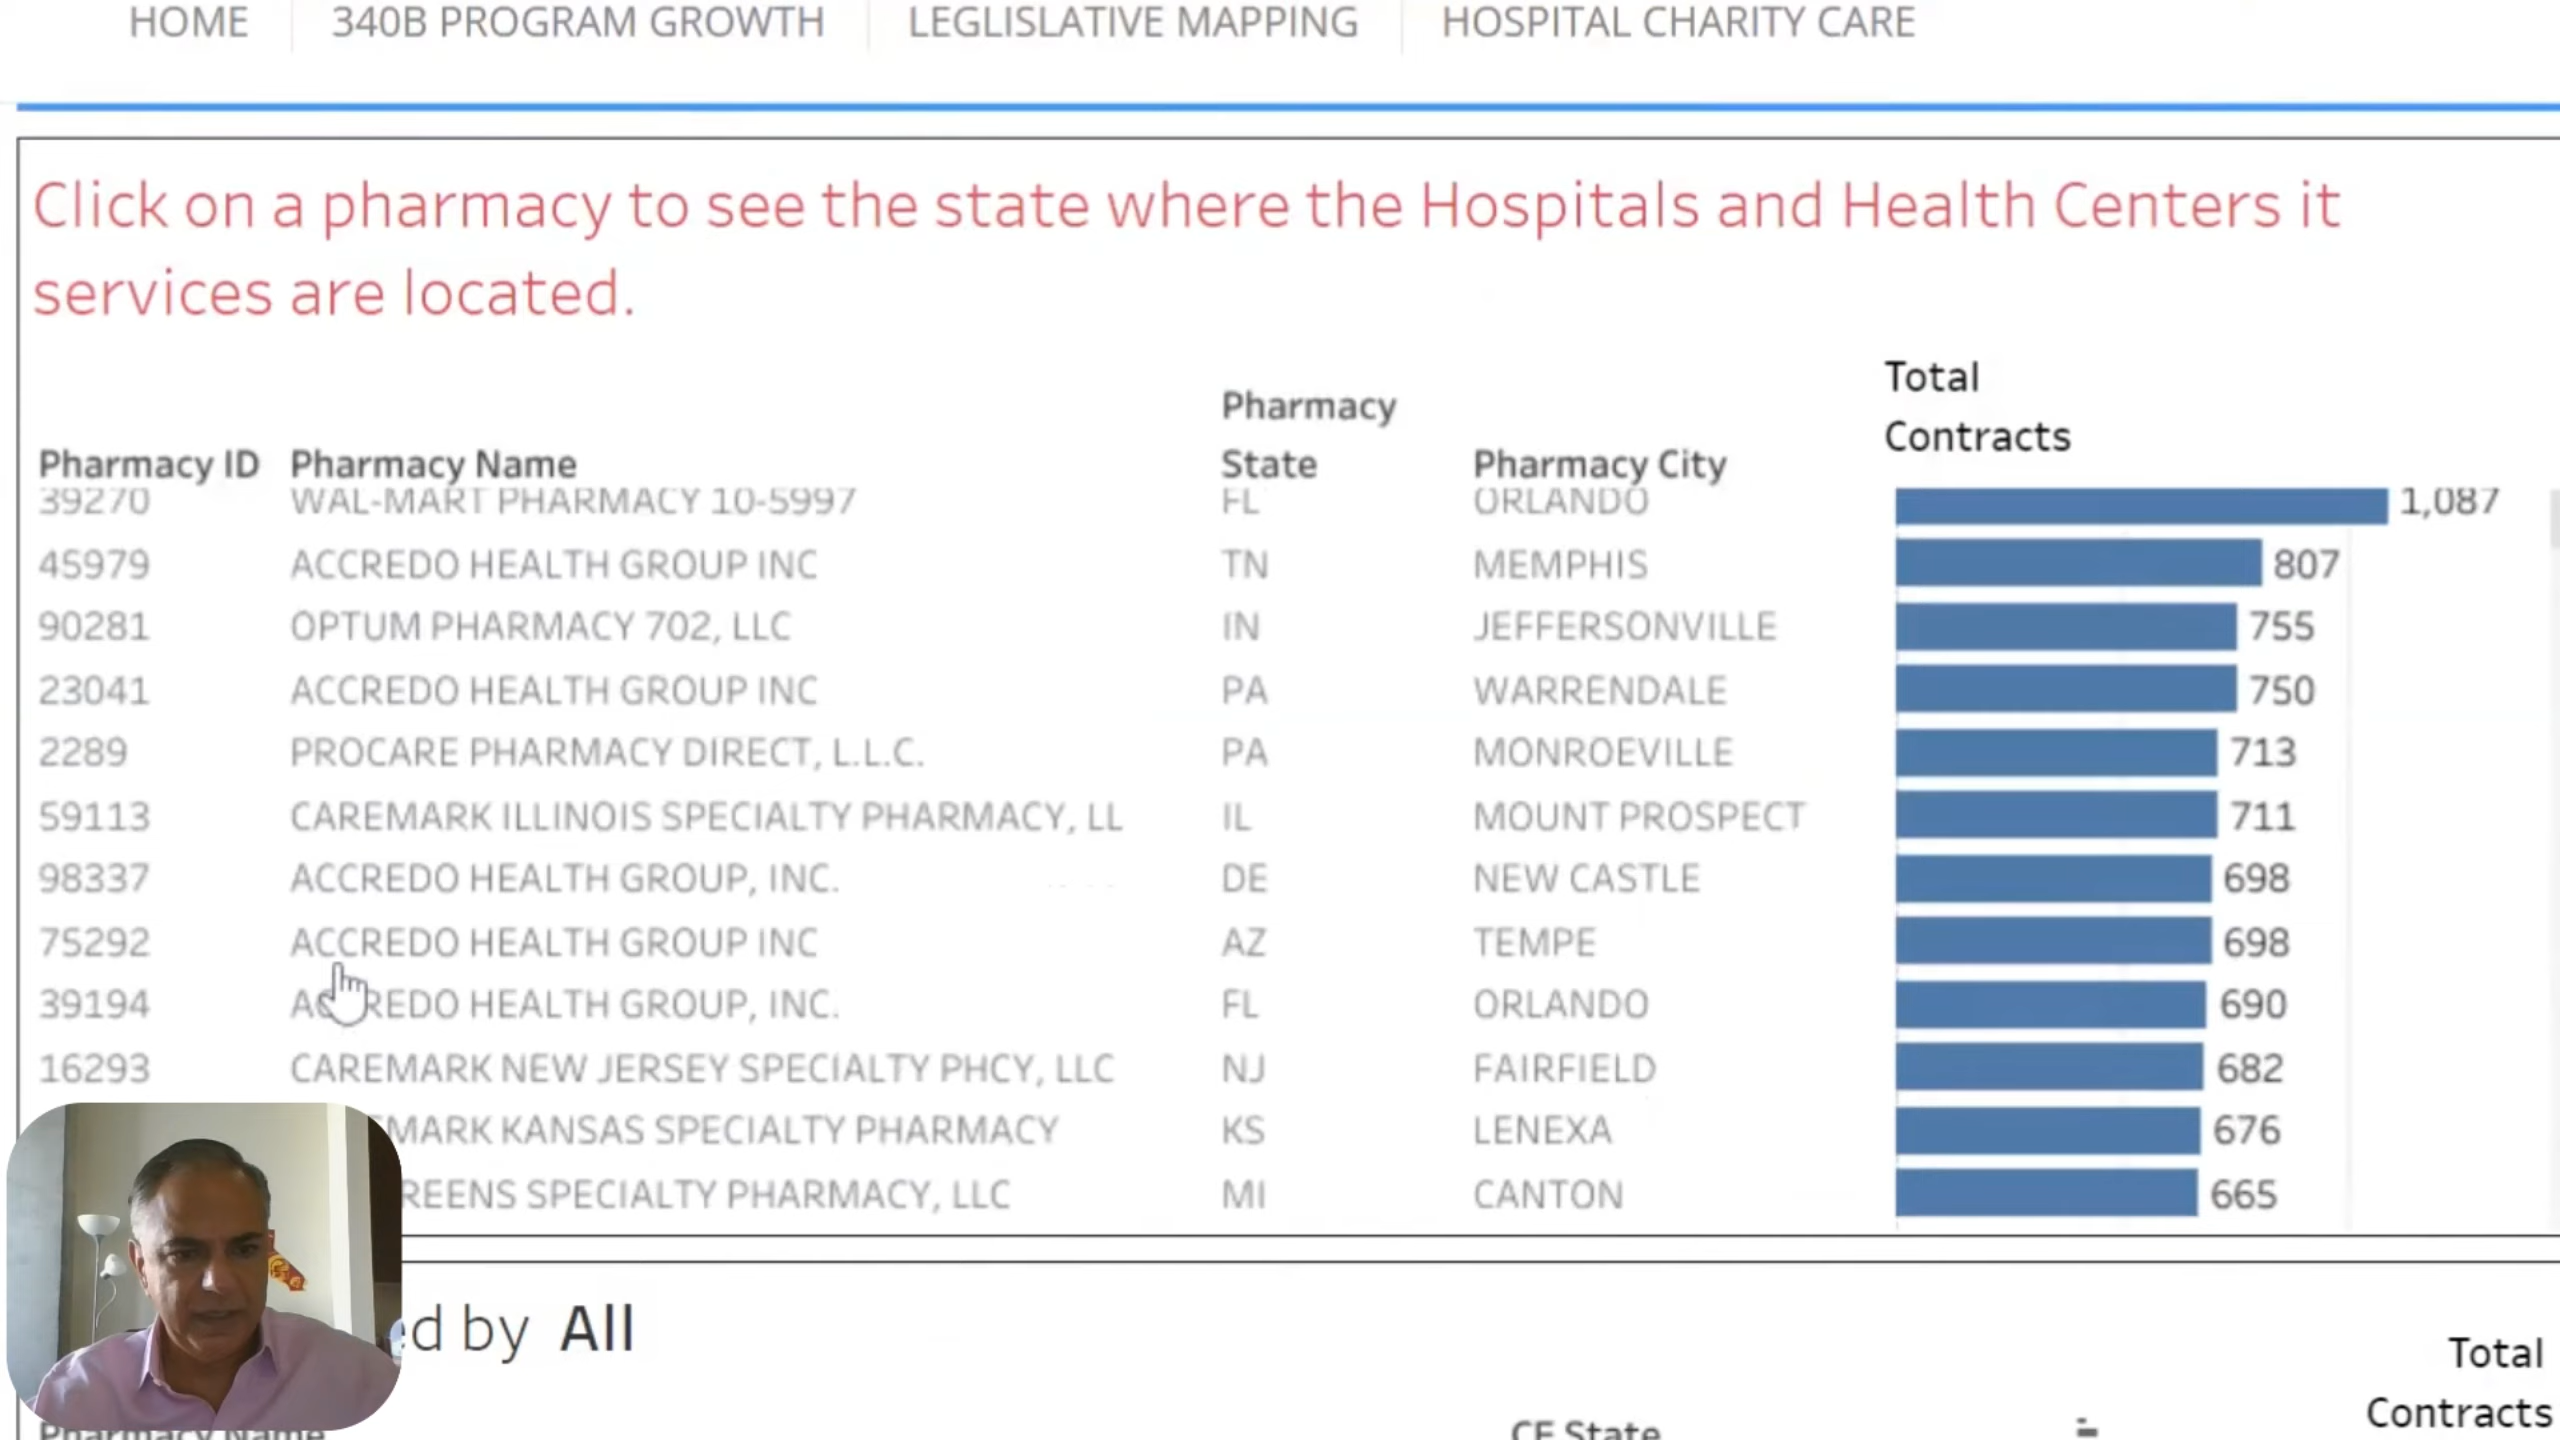 HOME 340B PROGRAM GROWTH LEGLISLATIVE MAPPING HOSPITAL CHARITY CARE
Click on a pharmacy to see the state where the Hospitals and Health Centers it
services are located.
Pharmacy ID Pharmacy Name Pharmacy State Pharmacy City Total Contracts
39270 WAL-MART PHARMACY 10-5997 FL ORLANDO 1,087
45979 ACCREDO HEALTH GROUP INC TN MEMPHIS 807
90281 OPTUM PHARMACY 702, LLC IN JEFFERSONVILLE 755
23041 ACCREDO HEALTH GROUP INC PA WARRENDALE 750
2289 PROCARE PHARMACY DIRECT, L.L.C. PA MONROEVILLE 713
59113 CAREMARK ILLINOIS SPECIALTY PHARMACY, LL IL MOUNT PROSPECT 711
98337 ACCREDO HEALTH GROUP, INC. DE NEW CASTLE 698
75292 ACCREDO HEALTH GROUP INC AZ TEMPE 698
39194 ACCREDO HEALTH GROUP, INC. FL ORLANDO 690
16293 CAREMARK NEW JERSEY SPECIALTY PHCY, LLC NJ FAIRFIELD 682
MARK KANSAS SPECIALTY PHARMACY KS LENEXA 676
REENS SPECIALTY PHARMACY, LLC MI CANTON 665
ed by All
Total
Contracts
Pharmacy Name CE State